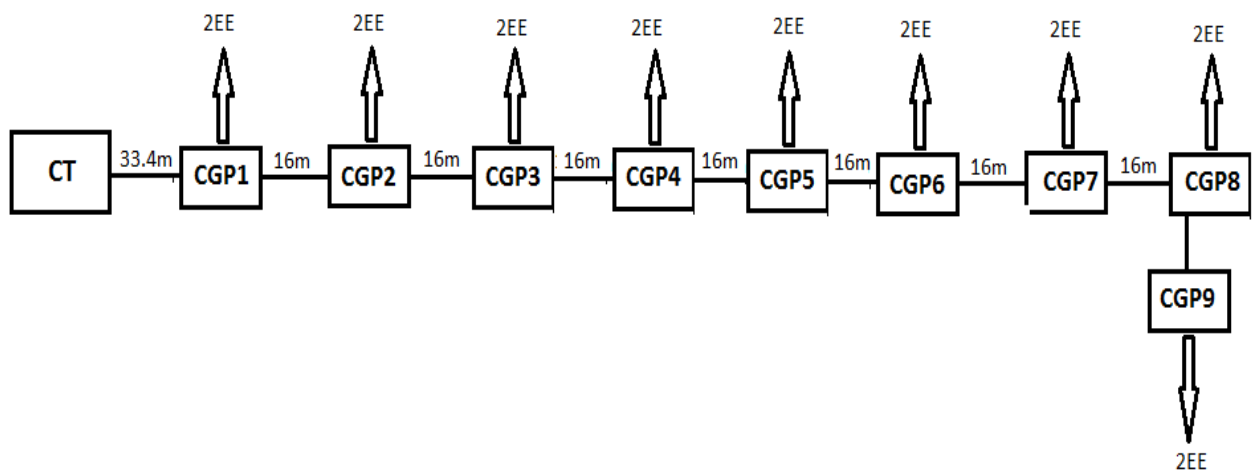 2EE 2EE 2EE 2EE 2EE 2EE 2EE 2EE
CT 33.4m CGP1 16m CGP2 16m CGP3 16m CGP4 16m CGP5 16m CGP6 16m CGP7 16m CGP8
CGP9
2EE